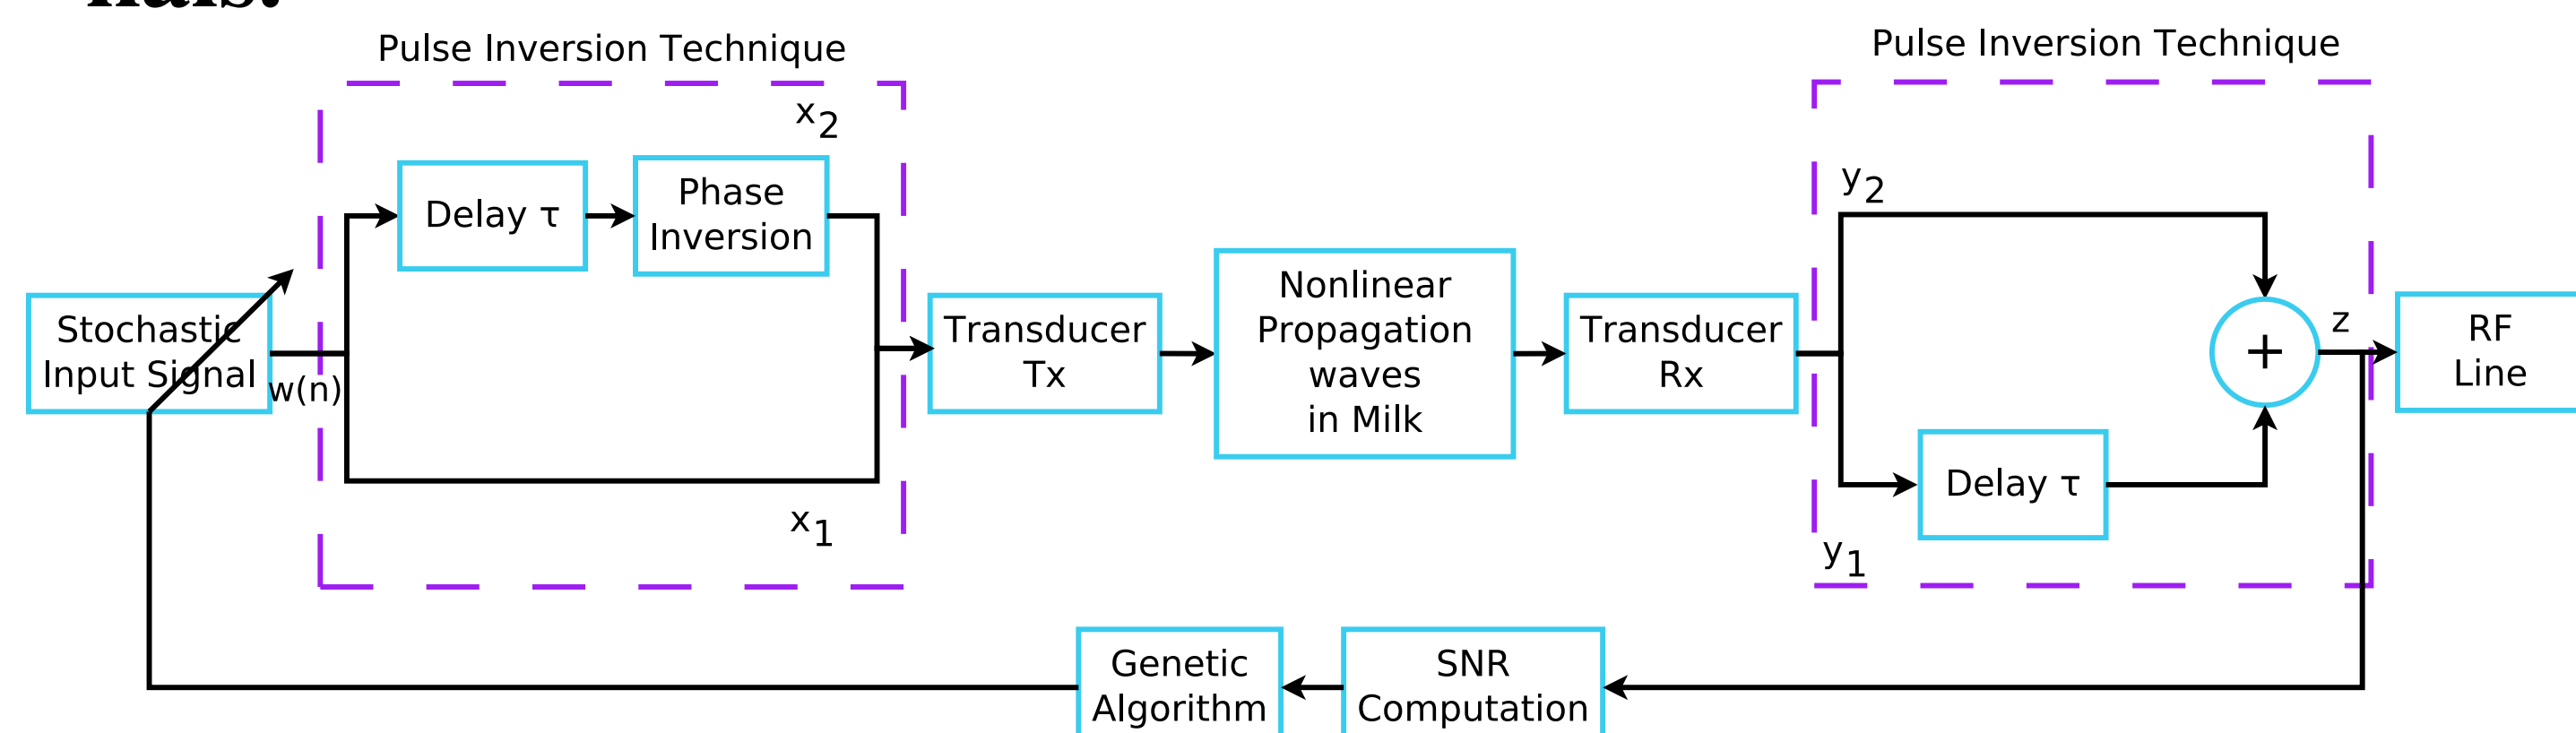 Pulse Inversion Technique
Pulse Inversion Technique
x2
Delay τ
Phase
Inversion
y2
Stochastic
Input Signal
w(n)
x1
Transducer
Tx
Nonlinear
Propagation
waves
in Milk
Transducer
Rx
+
z
RF
Line
Delay τ
y1
Genetic
Algorithm
SNR
Computation